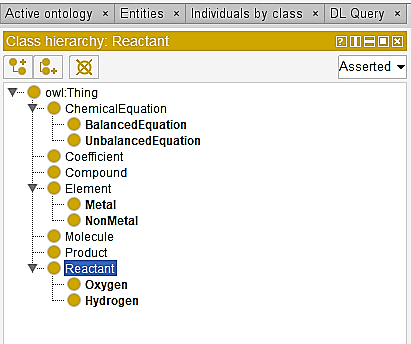 Active ontology × Entities × Individuals by class × DL Query ×
Class hierarchy: Reactant
Asserted
owl:Thing
ChemicalEquation
BalancedEquation
UnbalancedEquation
Coefficient
Compound
Element
Metal
NonMetal
Molecule
Product
Reactant
Oxygen
Hydrogen